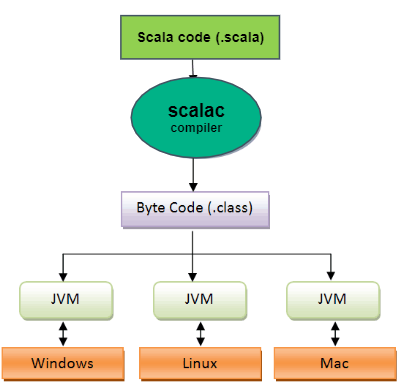 Scala code (.scala)
scalac
compiler
Byte Code (.class)
JVM
JVM
JVM
Windows
Linux
Mac